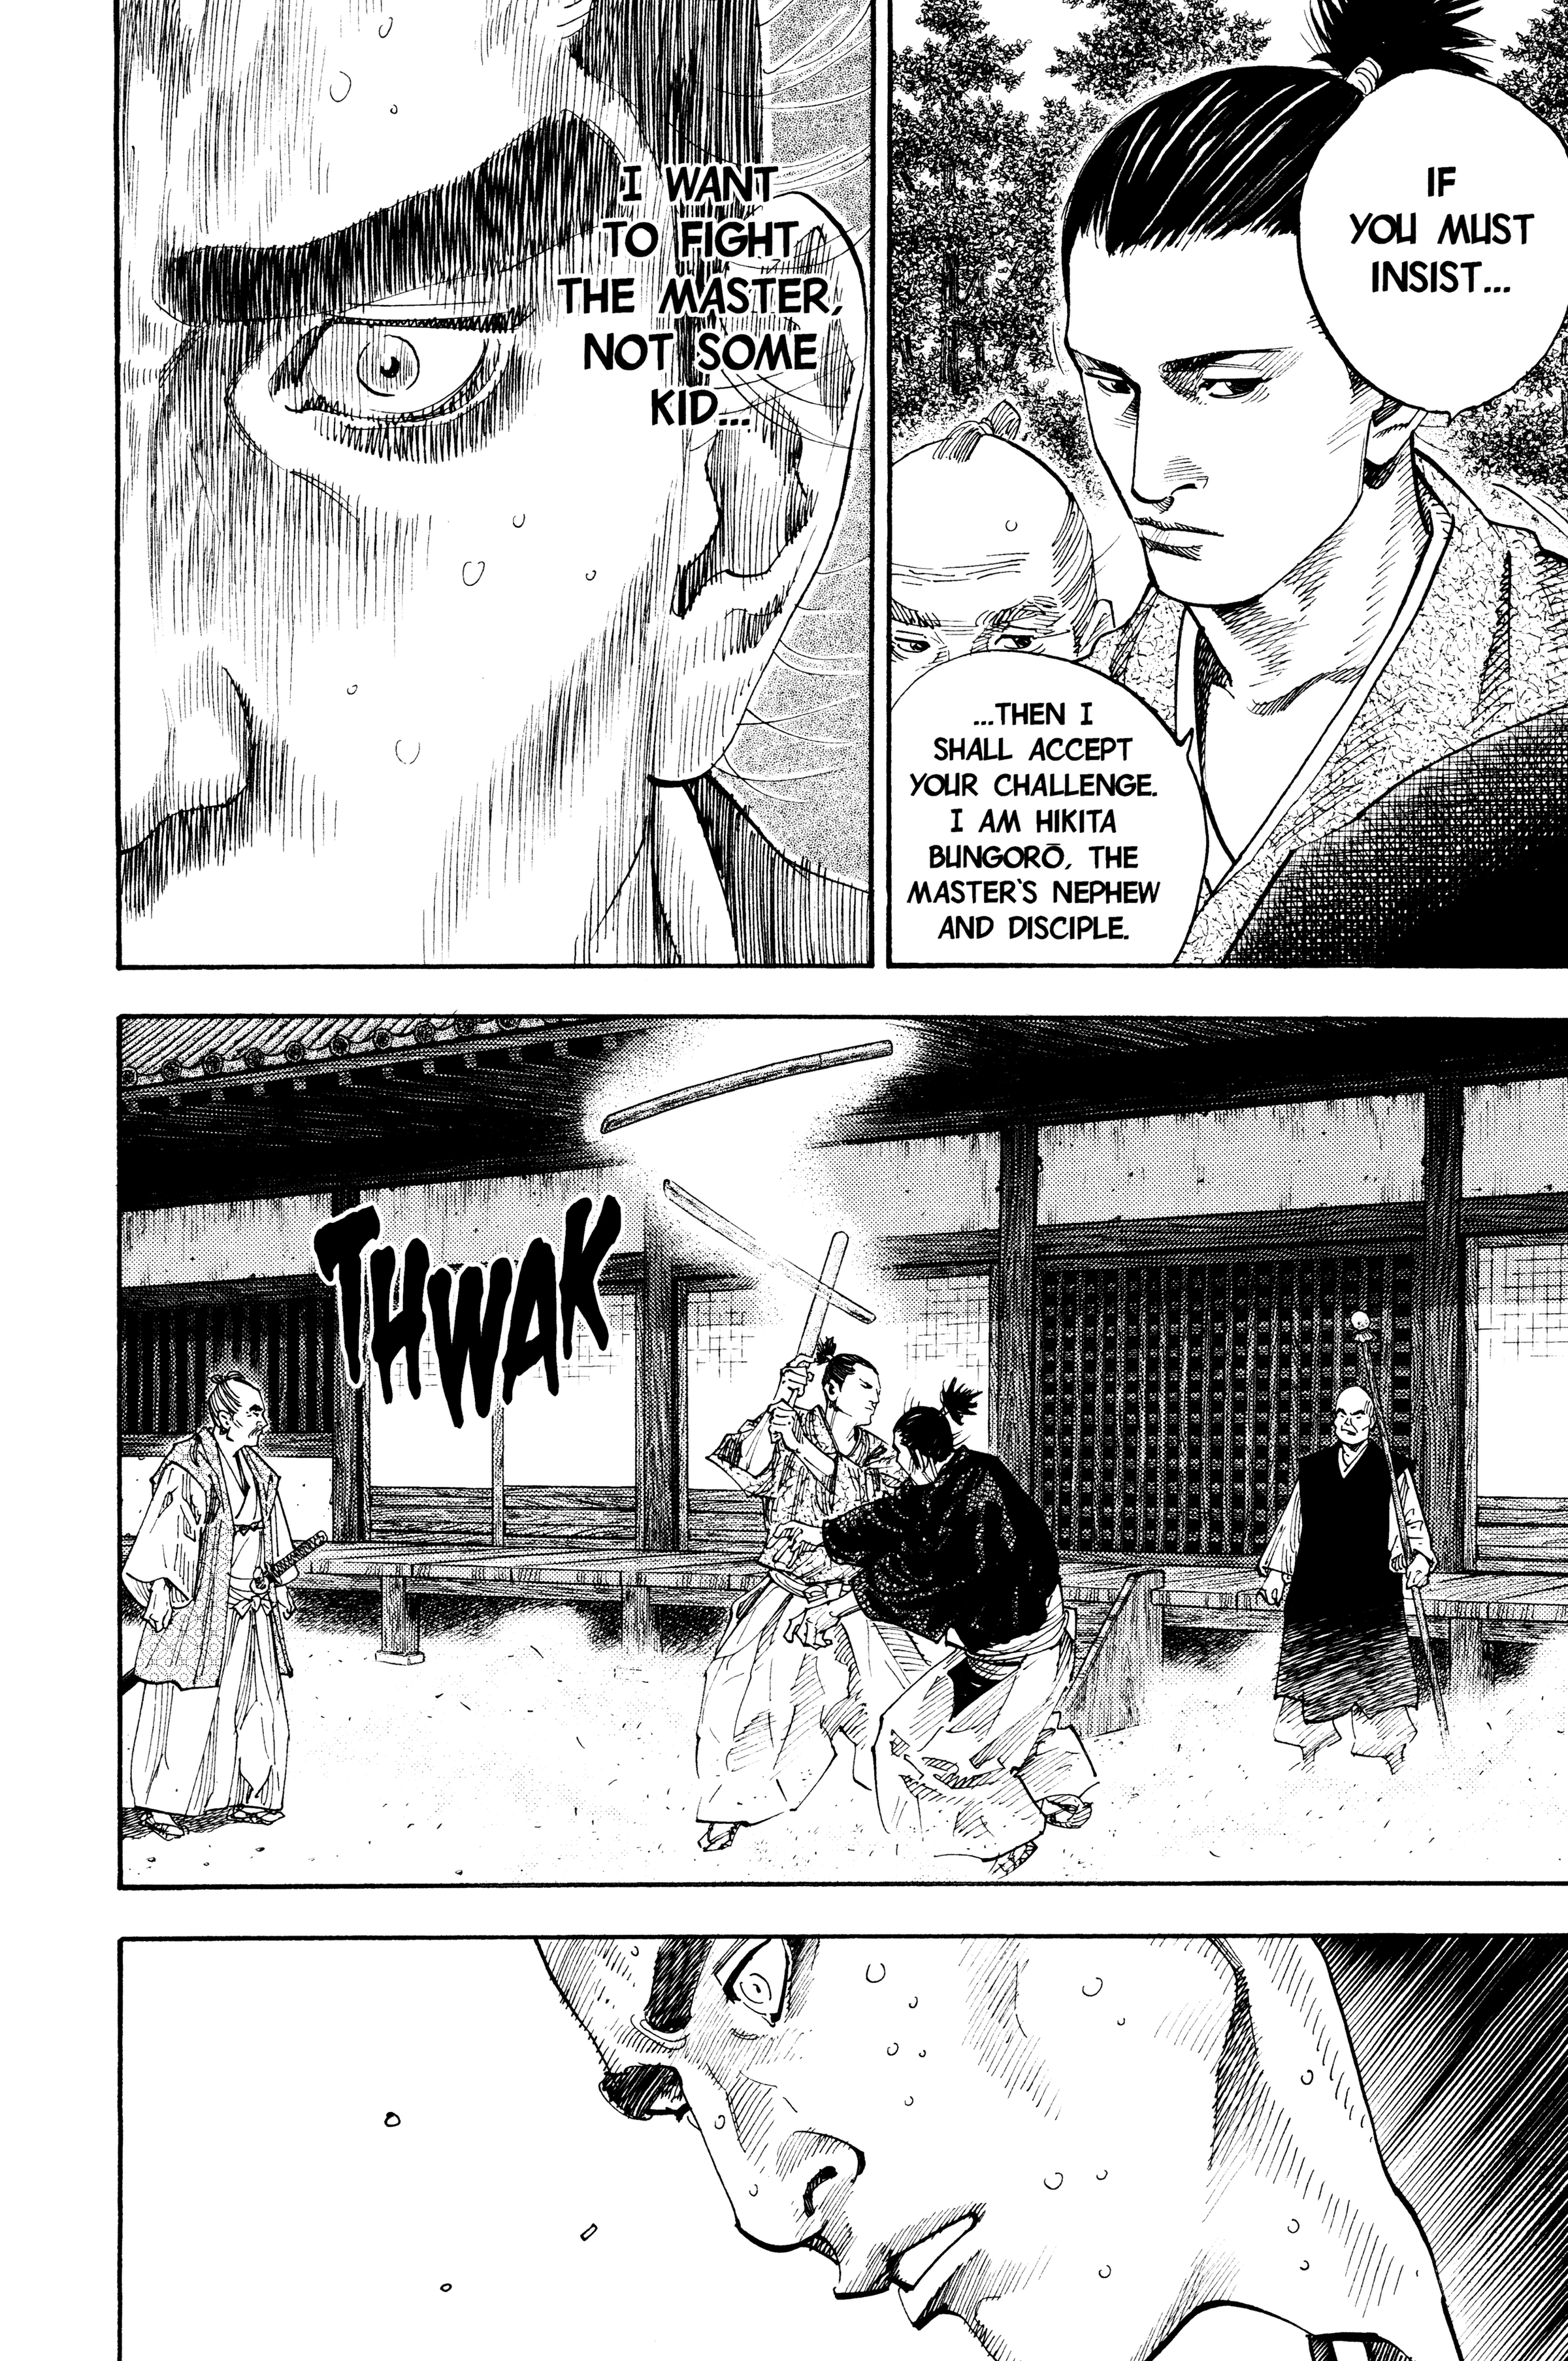 IF
YOU MUST
INSIST...
...THEN I
SHALL ACCEPT
YOUR CHALLENGE.
I AM HIKITA
BUNGORŌ, THE
MASTER'S NEPHEW
AND DISCIPLE.
I WANT
TO FIGHT
THE MASTER,
NOT SOME
KID...
THWAK